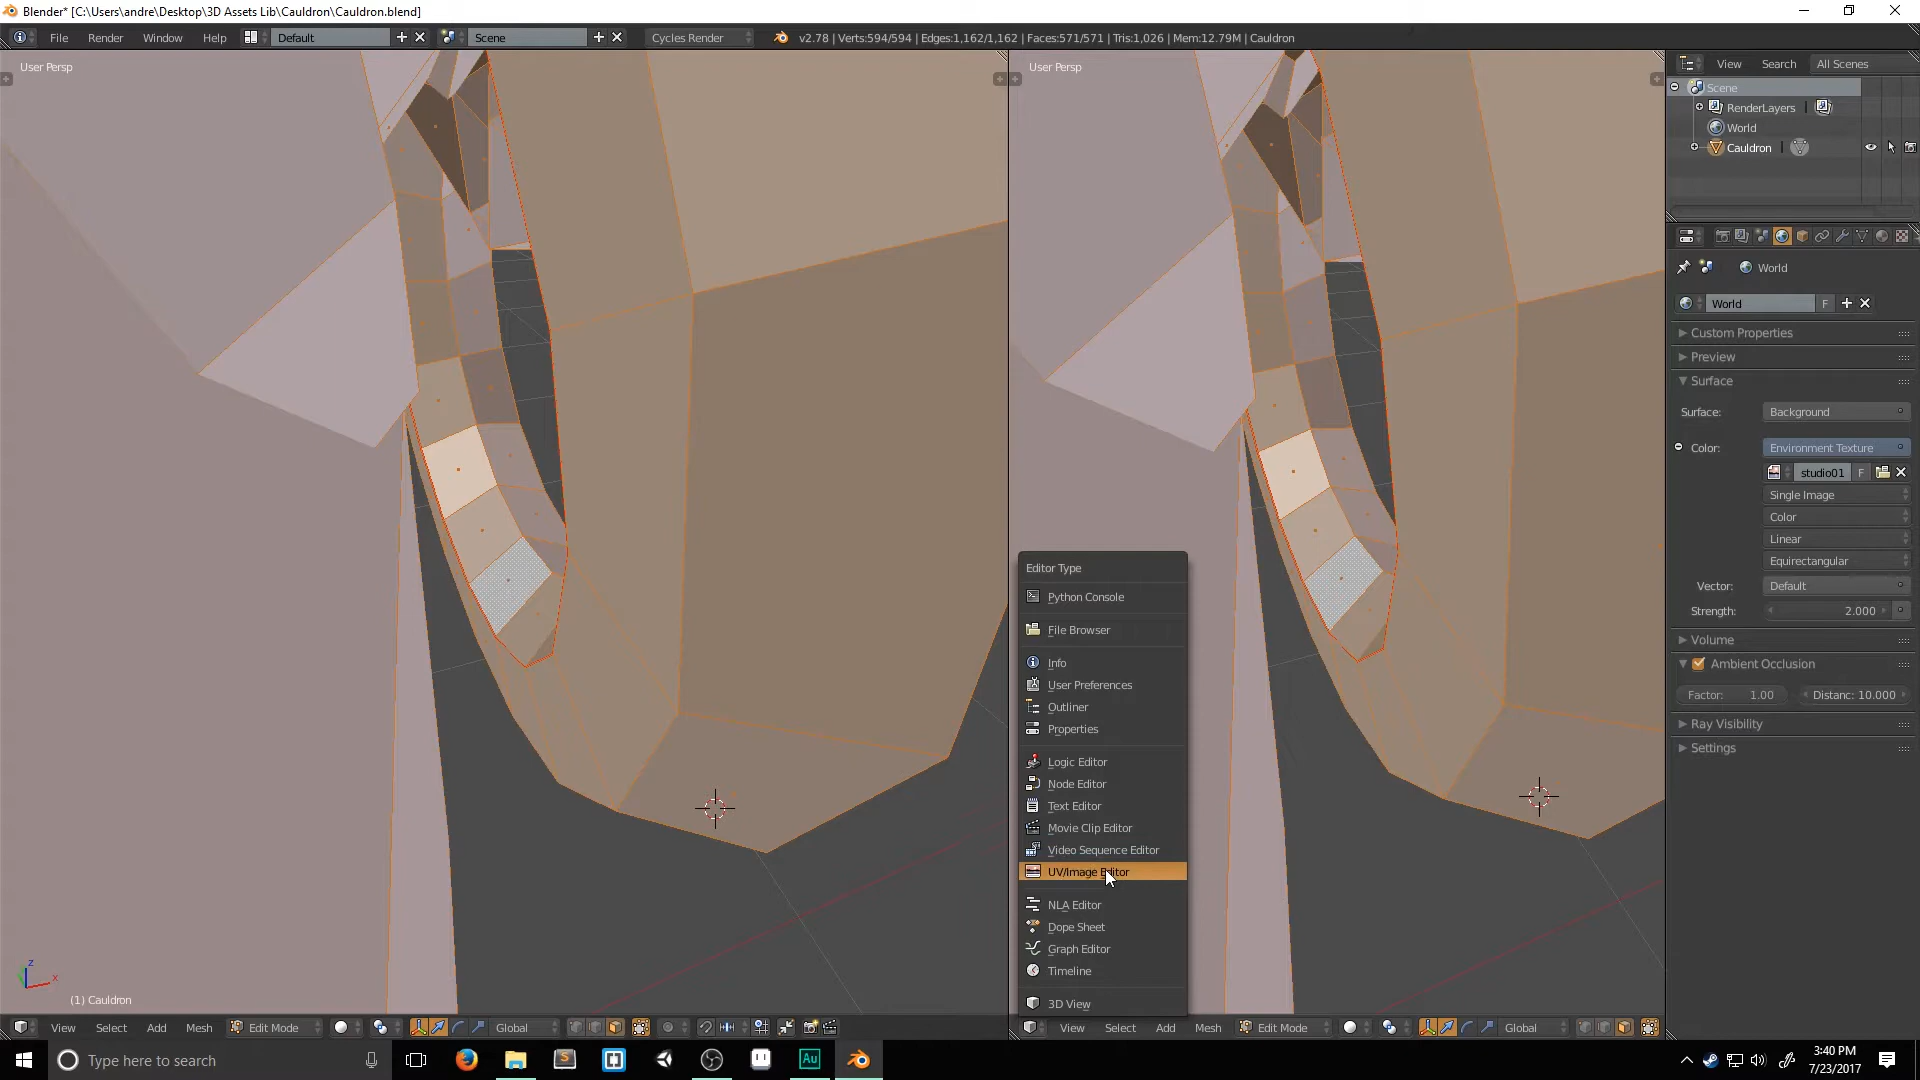 Blender* [C:\Users\andre\Desktop\3D Assets Lib\Cauldron\Cauldron.blend]
File Render Window Help Default Scene Cycles Render v2.78 | Verts:594/594 | Edges:1,162/1,162 | Faces:571/571 | Tris:1,026 | Mem:12.79M | Cauldron
User Persp
User Persp
View Search All Scenes
Scene
RenderLayers
World
Cauldron
World
World F
Custom Properties
Preview
Surface
Surface: Background
Color: Environment Texture
studio01 F
Single Image
Color
Linear
Equirectangular
Vector: Default
Strength: 2.000
Volume
Ambient Occlusion
Factor: 1.00 Distanc: 10.000
Ray Visibility
Settings
Editor Type
Python Console
File Browser
Info
User Preferences
Outliner
Properties
Logic Editor
Node Editor
Text Editor
Movie Clip Editor
Video Sequence Editor
UV/Image Editor
NLA Editor
Dope Sheet
Graph Editor
Timeline
3D View
z
x
(1) Cauldron
View Select Add Mesh Edit Mode Global
View Select Add Mesh Edit Mode Global
Type here to search
Au
3:40 PM
7/23/2017